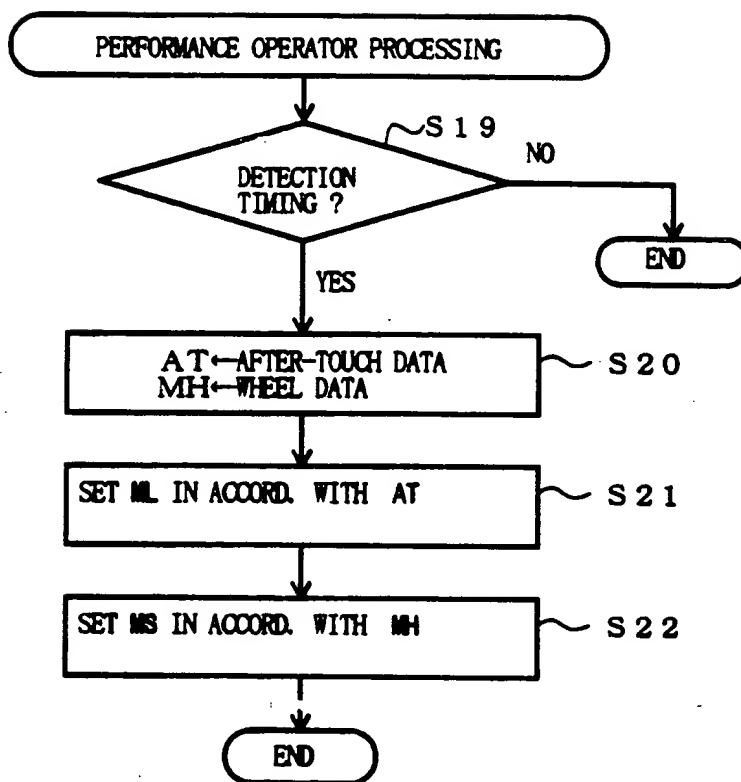 PERFORMANCE OPERATOR PROCESSING
S19
DETECTION
TIMING ?
NO
END
YES
AT←AFTER-TOUCH DATA
MH←WHEEL DATA
S20
SET ML IN ACCORD. WITH AT
S21
SET MS IN ACCORD. WITH MH
S22
END